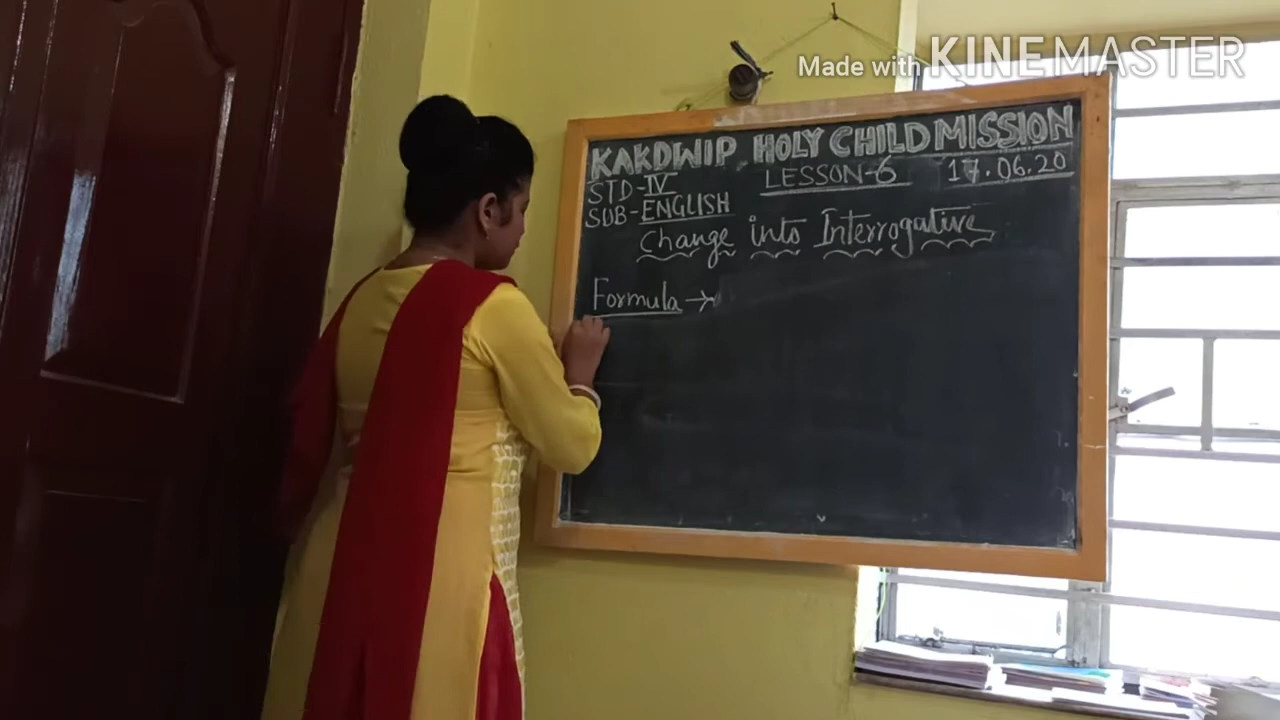 Made with KINEMASTER
KAKDWIP HOLY CHILD MISSION
STD-IV LESSON-6 17.06.20
SUB-ENGLISH
Change into Interrogative
Formula →